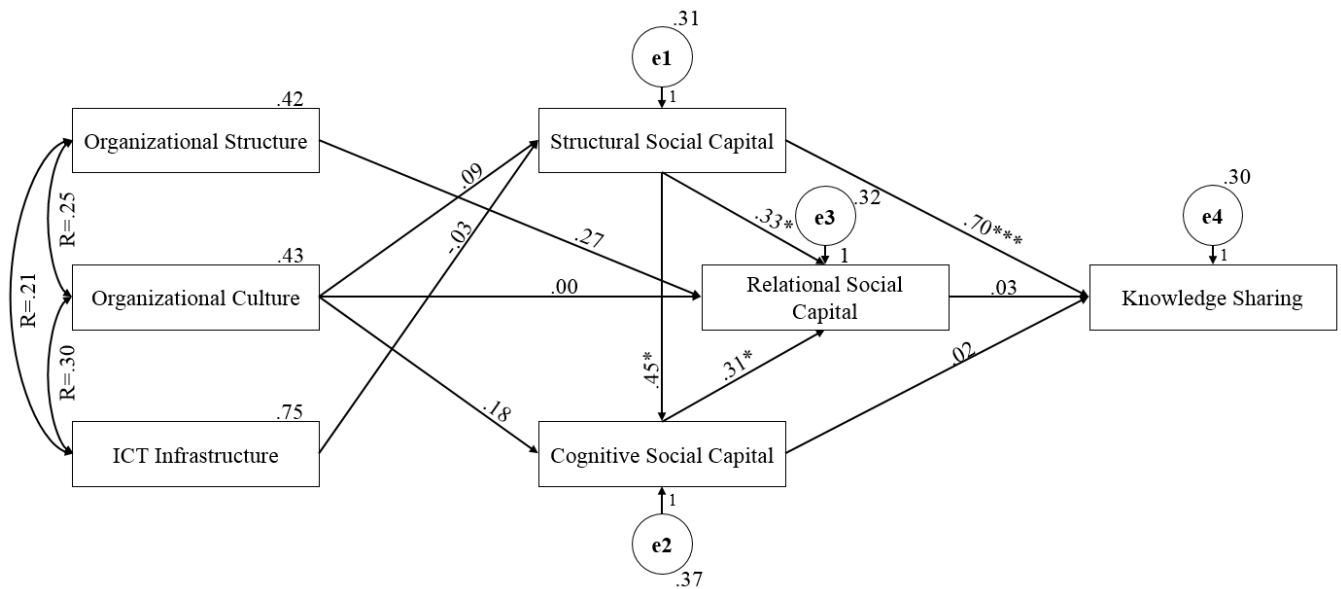 .31
e1
1
.42
Organizational Structure
Structural Social Capital
.09
-.03
.27
.33*
e3
.32
1
.70***
.30
e4
1
R=.25
R=.21
.43
Organizational Culture
.00
Relational Social
Capital
.03
Knowledge Sharing
R=.30
.18
.45*
.31*
.02
.75
ICT Infrastructure
Cognitive Social Capital
1
e2
.37